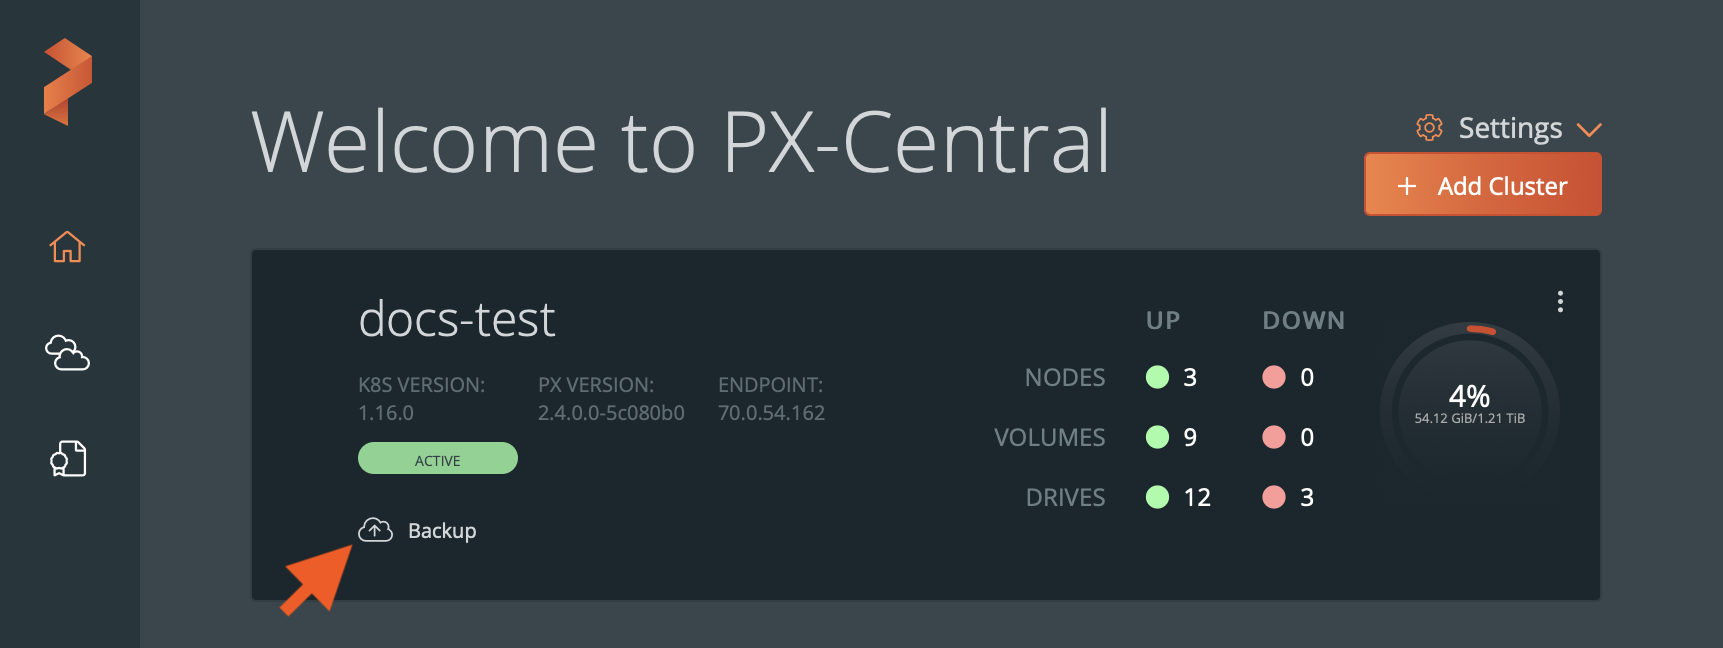 Welcome to PX-Central
Settings
+ Add Cluster
docs-test
K8S VERSION: PX VERSION: ENDPOINT:
1.16.0 2.4.0.0-5c080b0 70.0.54.162
ACTIVE
Backup
UP DOWN
NODES 3 0
VOLUMES 9 0
DRIVES 12 3
4%
54.12 GiB/1.21 TiB